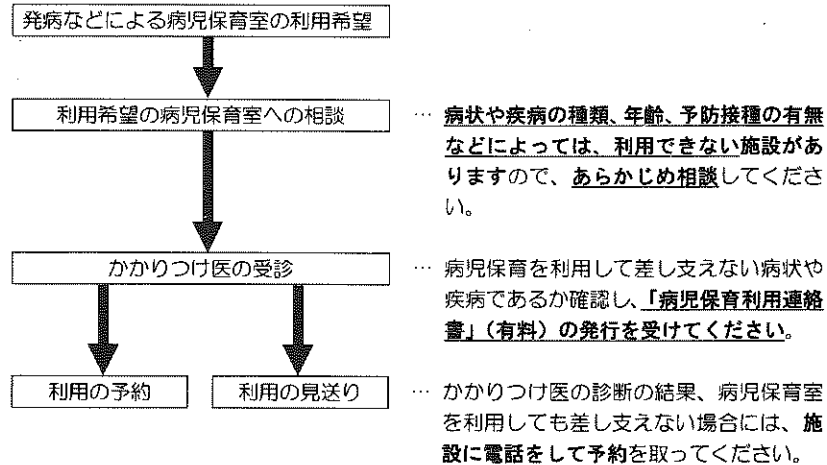 発病などによる病児保育室の利用希望
利用希望の病児保育室への相談
… 病状や疾病の種類、年齢、予防接種の有無
などによっては、利用できない施設があ
りますので、あらかじめ相談してくださ
い。
かかりつけ医の受診
… 病児保育を利用して差し支えない病状や
疾病であるか確認し、「病児保育利用連絡
書」（有料）の発行を受けてください。
利用の予約
利用の見送り
… かかりつけ医の診断の結果、病児保育室
を利用しても差し支えない場合には、施
設に電話をして予約を取ってください。